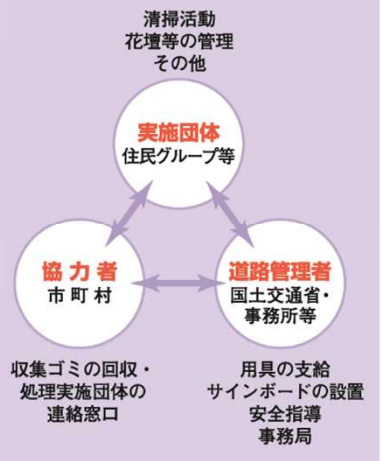 清掃活動
花壇等の管理
その他
実施団体
住民グループ等
協力者
市町村
道路管理者
国土交通省・
事務所等
収集ゴミの回収・
処理実施団体の
連絡窓口
用具の支給
サインボードの設置
安全指導
事務局